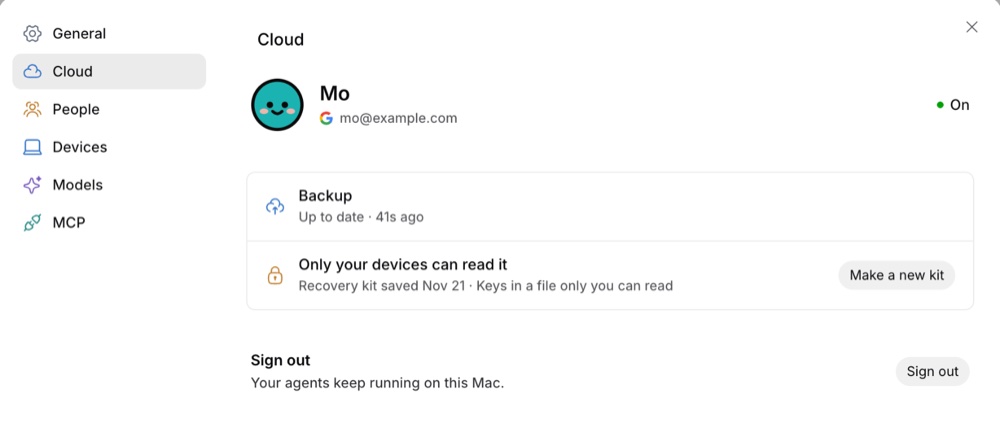 General
Cloud
People
Devices
Models
MCP
Cloud
Mo
mo@example.com
On
Backup
Up to date · 41s ago
Only your devices can read it
Recovery kit saved Nov 21 · Keys in a file only you can read
Make a new kit
Sign out
Your agents keep running on this Mac.
Sign out